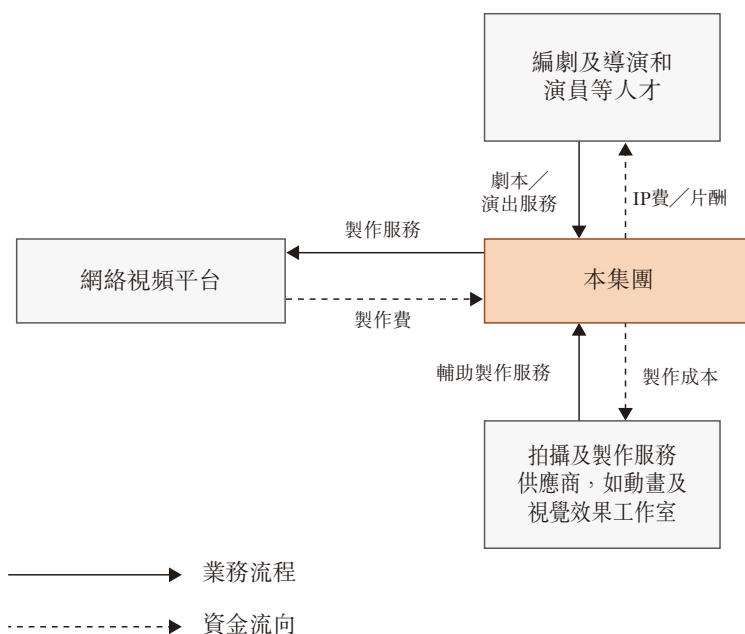 編劇及導演和
演員等人才
劇本／
演出服務
IP費／片酬
製作服務
網絡視頻平台
本集團
製作費
輔助製作服務
製作成本
拍攝及製作服務
供應商，如動畫及
視覺效果工作室
業務流程
資金流向